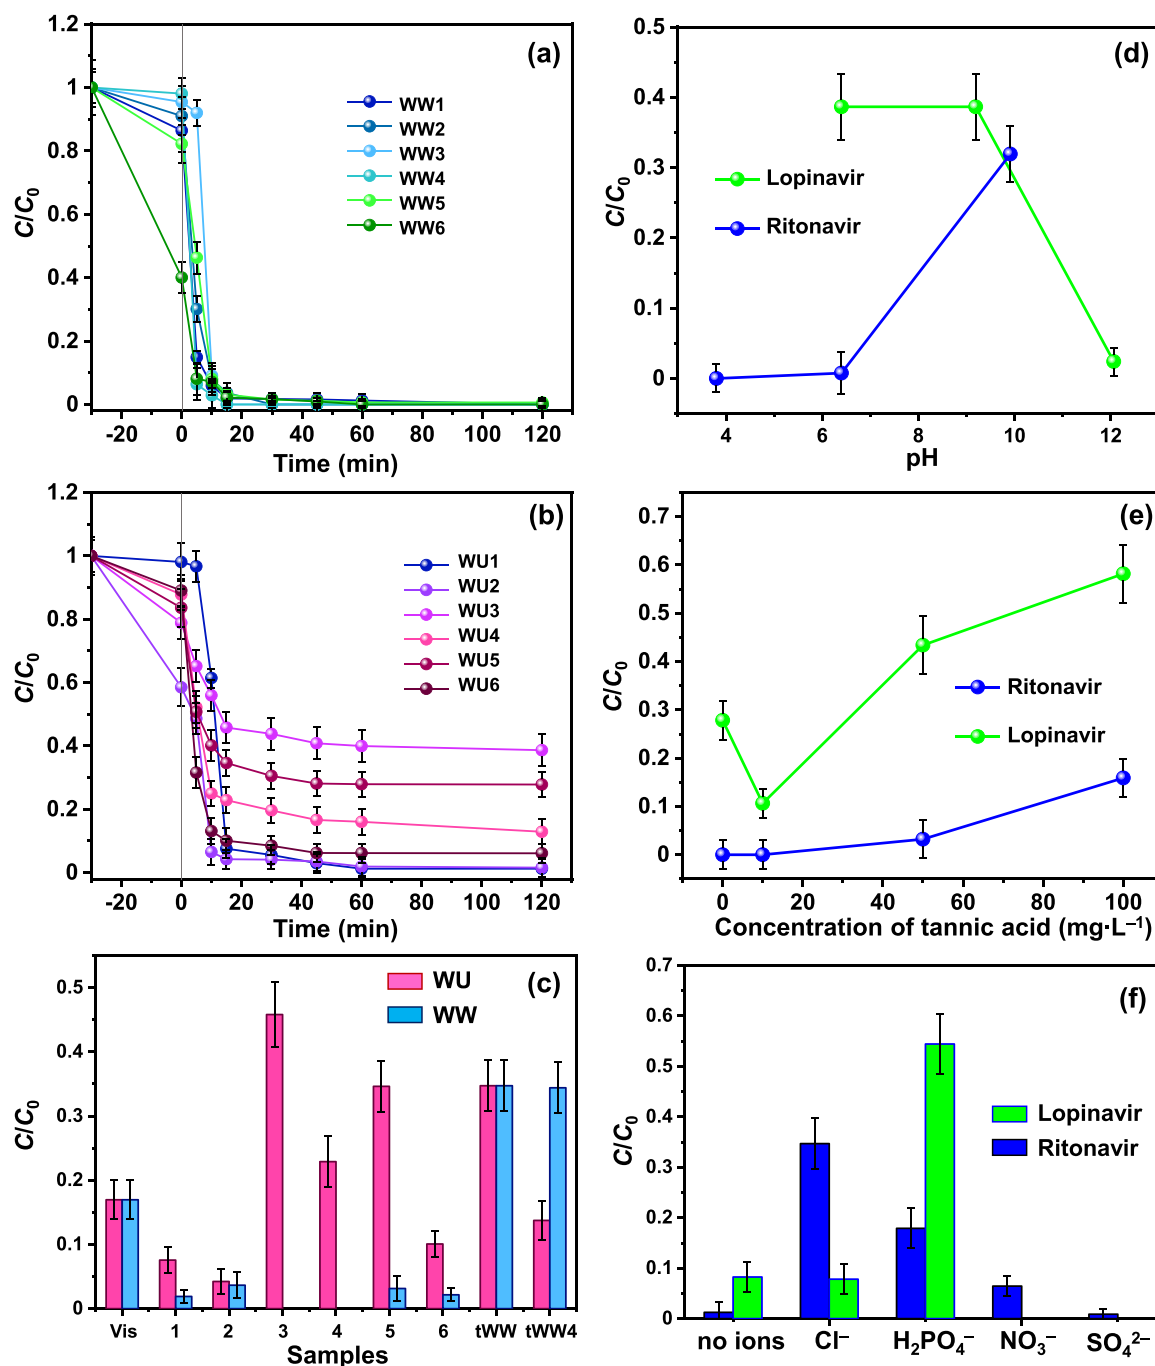 (a)
C/C0
1.2
1
0.8
0.6
0.4
0.2
0
-20 0 20 40 60 80 100 120
Time (min)
WW1
WW2
WW3
WW4
WW5
WW6
(d)
C/C0
0.5
0.4
0.3
0.2
0.1
0
4 6 8 10 12
pH
Lopinavir
Ritonavir
(b)
C/C0
1.2
1
0.8
0.6
0.4
0.2
0
-20 0 20 40 60 80 100 120
Time (min)
WU1
WU2
WU3
WU4
WU5
WU6
(e)
C/C0
0.7
0.6
0.5
0.3
0.2
0.1
0
0 20 40 60 80 100
Concentration of tannic acid (mg·L⁻¹)
Ritonavir
Lopinavir
(c)
C/C0
0.5
0.4
0.3
0.2
0.1
0
Vis 1 2 3 4 5 6 tWW tWW4
Samples
WU
WW
(f)
C/C0
0.7
0.6
0.5
0.4
0.3
0.2
0.1
0
no ions Cl⁻ H₂PO₄⁻ NO₃⁻ SO₄²⁻
Lopinavir
Ritonavir